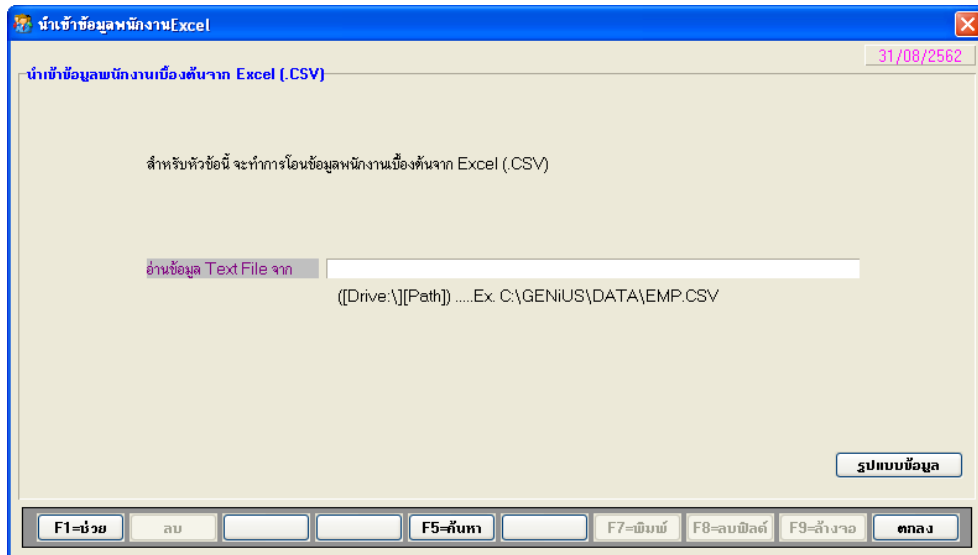 นำเข้าข้อมูลพนักงานExcel
31/08/2562
นำเข้าข้อมูลพนักงานเบื้องต้นจาก Excel (.CSV)
สำหรับหัวข้อนี้ จะทำการโอนข้อมูลพนักงานเบื้องต้นจาก Excel (.CSV)
อ่านข้อมูล Text File จาก
([Drive:\][Path]) .....Ex. C:\GENiUS\DATA\EMP.CSV
รูปแบบข้อมูล
F1=ช่วย ลบ F5=ค้นหา F7=พิมพ์ F8=ลบฟิลด์ F9=ล้างจอ ตกลง